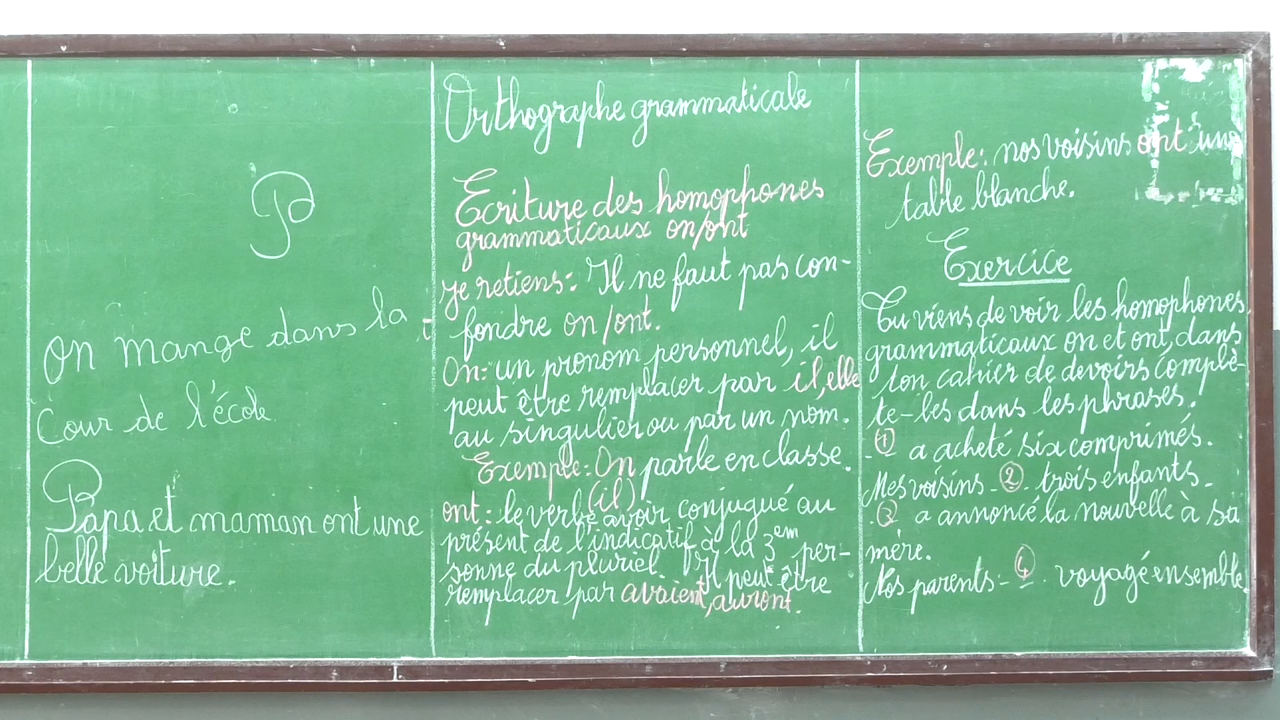 P
On mange dans la
Cour de l'école
Papa et maman ont une
belle voiture.
Orthographe grammaticale
Ecriture des homophones
grammaticaux on/ont
Je retiens: Il ne faut pas con-
fondre on/ont.
On: un pronom personnel, il
peut être remplacer par il, elle
au singulier ou par un nom.
Exemple: On parle en classe.
(il)
ont: le verbe avoir conjugué au
présent de l'indicatif à la 3em per-
sonne du pluriel. Il peut être
remplacer par avaient, auront.
Exemple: nos voisins ont une
table blanche.
Exercice
Tu viens de voir les homophones
grammaticaux on et ont, dans
ton cahier de devoirs complè-
te-les dans les phrases.
① a acheté six comprimés.
Mes voisins ② trois enfants.
③ a annoncé la nouvelle à sa
mère.
Nos parents ④ voyagé ensemble